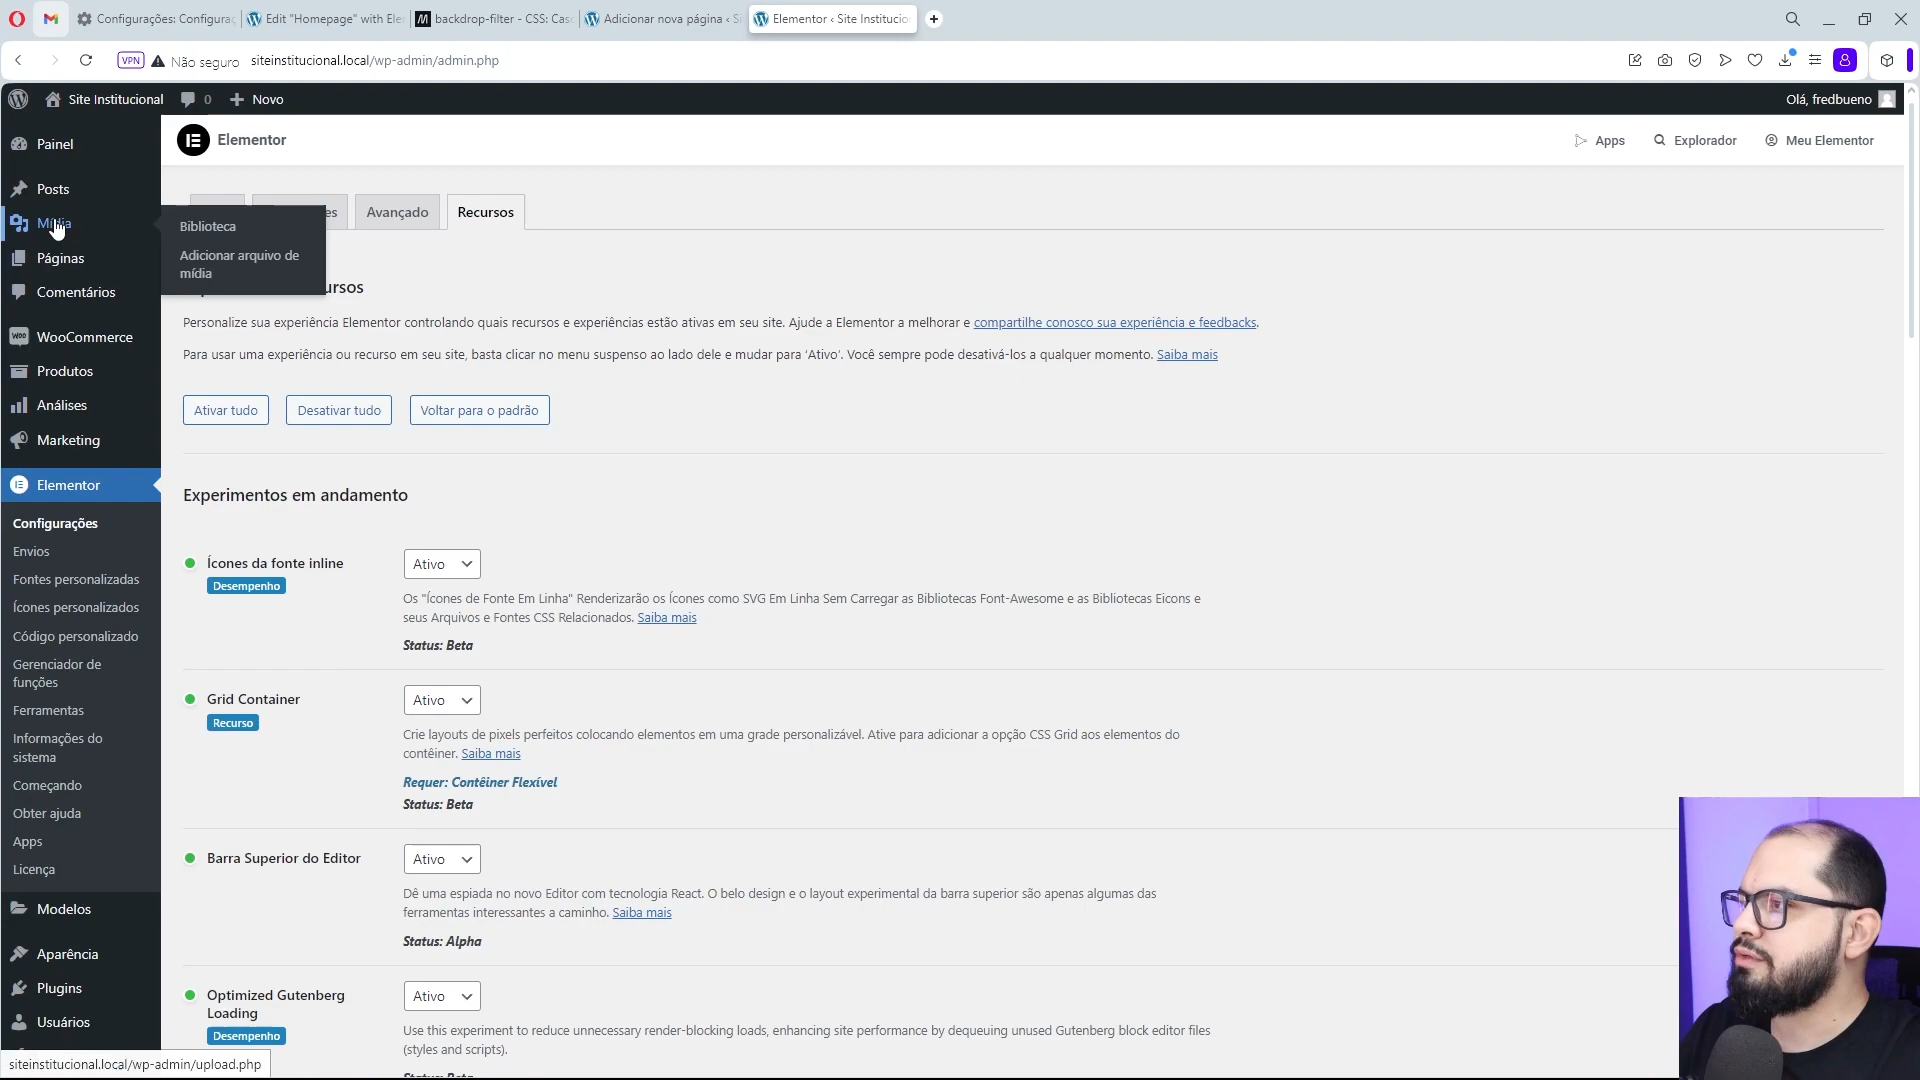 Configurações: Configuraç
Edit "Homepage" with Ele
backdrop-filter - CSS: Casc
Adicionar nova página ‹ Si
Elementor ‹ Site Institucio
VPN
Não seguro
siteinstitucional.local/wp-admin/admin.php
Site Institucional
0
Novo
Olá, fredbueno
Painel
Posts
Mídia
Páginas
Comentários
WooCommerce
Produtos
Análises
Marketing
Elementor
Configurações
Envios
Fontes personalizadas
Ícones personalizados
Código personalizado
Gerenciador de
funções
Ferramentas
Informações do
sistema
Começando
Obter ajuda
Apps
Licença
Modelos
Aparência
Plugins
Usuários
siteinstitucional.local/wp-admin/upload.php
Biblioteca
Adicionar arquivo de
mídia
Elementor
Apps
Explorador
Meu Elementor
es
Avançado
Recursos
ursos
Personalize sua experiência Elementor controlando quais recursos e experiências estão ativas em seu site. Ajude a Elementor a melhorar e compartilhe conosco sua experiência e feedbacks.
Para usar uma experiência ou recurso em seu site, basta clicar no menu suspenso ao lado dele e mudar para 'Ativo'. Você sempre pode desativá-los a qualquer momento. Saiba mais
Ativar tudo
Desativar tudo
Voltar para o padrão
Experimentos em andamento
Ícones da fonte inline
Desempenho
Ativo
Os "Ícones de Fonte Em Linha" Renderizarão os Ícones como SVG Em Linha Sem Carregar as Bibliotecas Font-Awesome e as Bibliotecas Eicons e
seus Arquivos e Fontes CSS Relacionados. Saiba mais
Status: Beta
Grid Container
Recurso
Ativo
Crie layouts de pixels perfeitos colocando elementos em uma grade personalizável. Ative para adicionar a opção CSS Grid aos elementos do
contêiner. Saiba mais
Requer: Contêiner Flexível
Status: Beta
Barra Superior do Editor
Ativo
Dê uma espiada no novo Editor com tecnologia React. O belo design e o layout experimental da barra superior são apenas algumas das
ferramentas interessantes a caminho. Saiba mais
Status: Alpha
Optimized Gutenberg
Loading
Desempenho
Ativo
Use this experiment to reduce unnecessary render-blocking loads, enhancing site performance by dequeuing unused Gutenberg block editor files
(styles and scripts).
Status: Beta